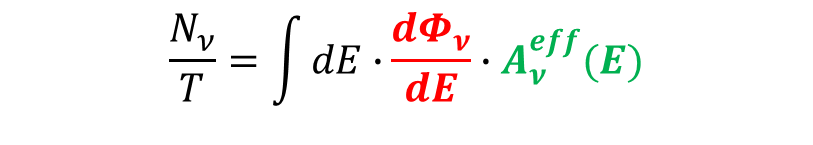 N_ν/T = ∫ dE · dΦ_ν/dE · A_ν^eff(E)